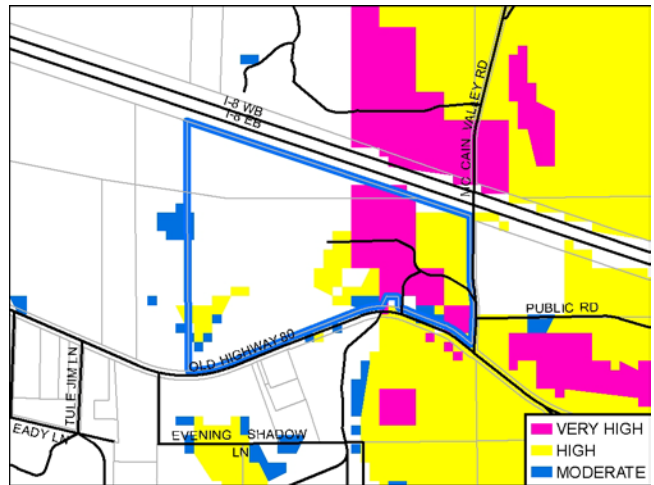 I-8 WB
I-8 EB
MC CAIN VALLEY RD
PUBLIC RD
OLD HIGHWAY 80
TULE JIM LN
EADY LN
EVENING SHADOW
LN
VERY HIGH
HIGH
MODERATE